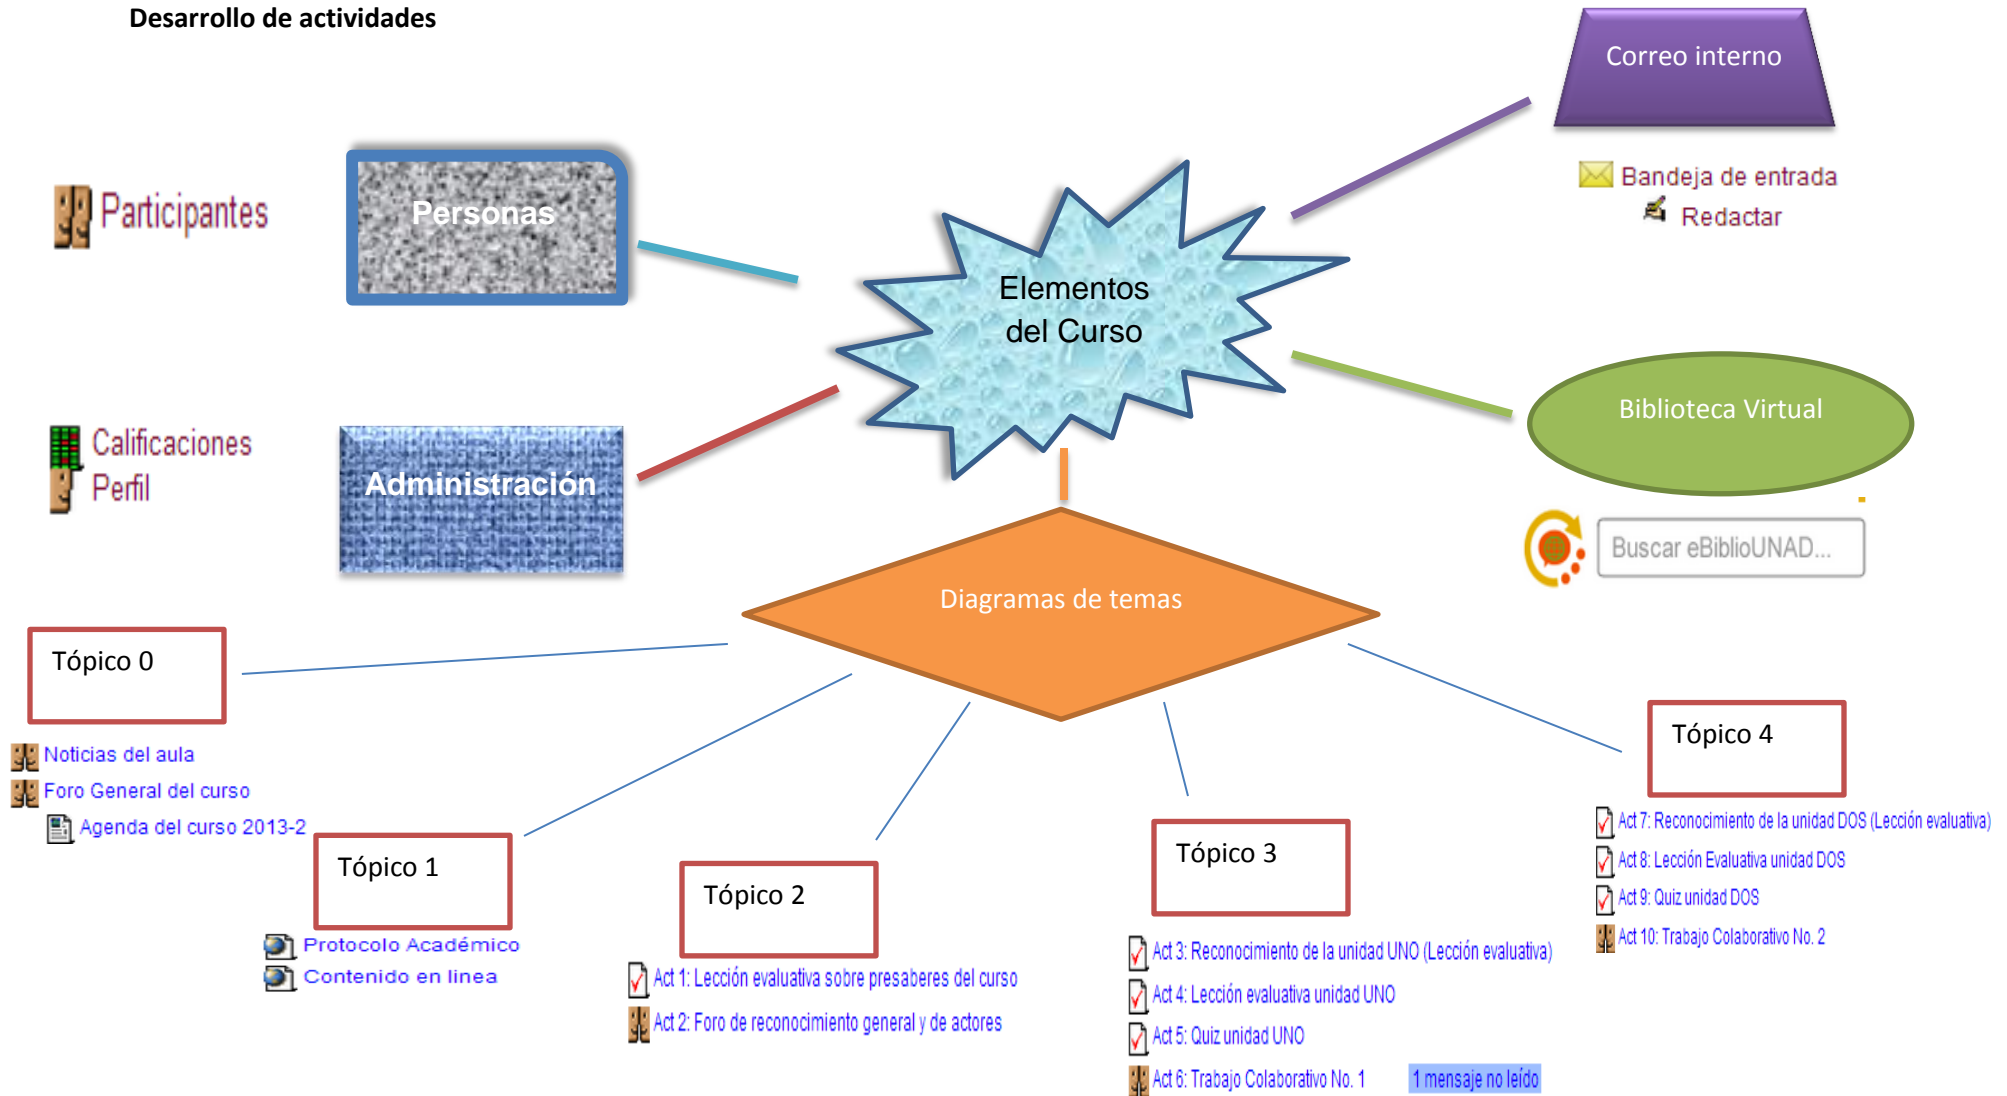 Desarrollo de actividades
Correo interno
Bandeja de entrada
Redactar
Participantes
Personas
Elementos
del Curso
Biblioteca Virtual
Buscar eBiblioUNAD...
Calificaciones
Perfil
Administración
Diagramas de temas
Tópico 0
Noticias del aula
Foro General del curso
Agenda del curso 2013-2
Tópico 1
Protocolo Académico
Contenido en linea
Tópico 2
Act 1: Lección evaluativa sobre presaberes del curso
Act 2: Foro de reconocimiento general y de actores
Tópico 3
Act 3: Reconocimiento de la unidad UNO (Lección evaluativa)
Act 4: Lección evaluativa unidad UNO
Act 5: Quiz unidad UNO
Act 6: Trabajo Colaborativo No. 1 1 mensaje no leído
Tópico 4
Act 7: Reconocimiento de la unidad DOS (Lección evaluativa)
Act 8: Lección Evaluativa unidad DOS
Act 9: Quiz unidad DOS
Act 10: Trabajo Colaborativo No. 2